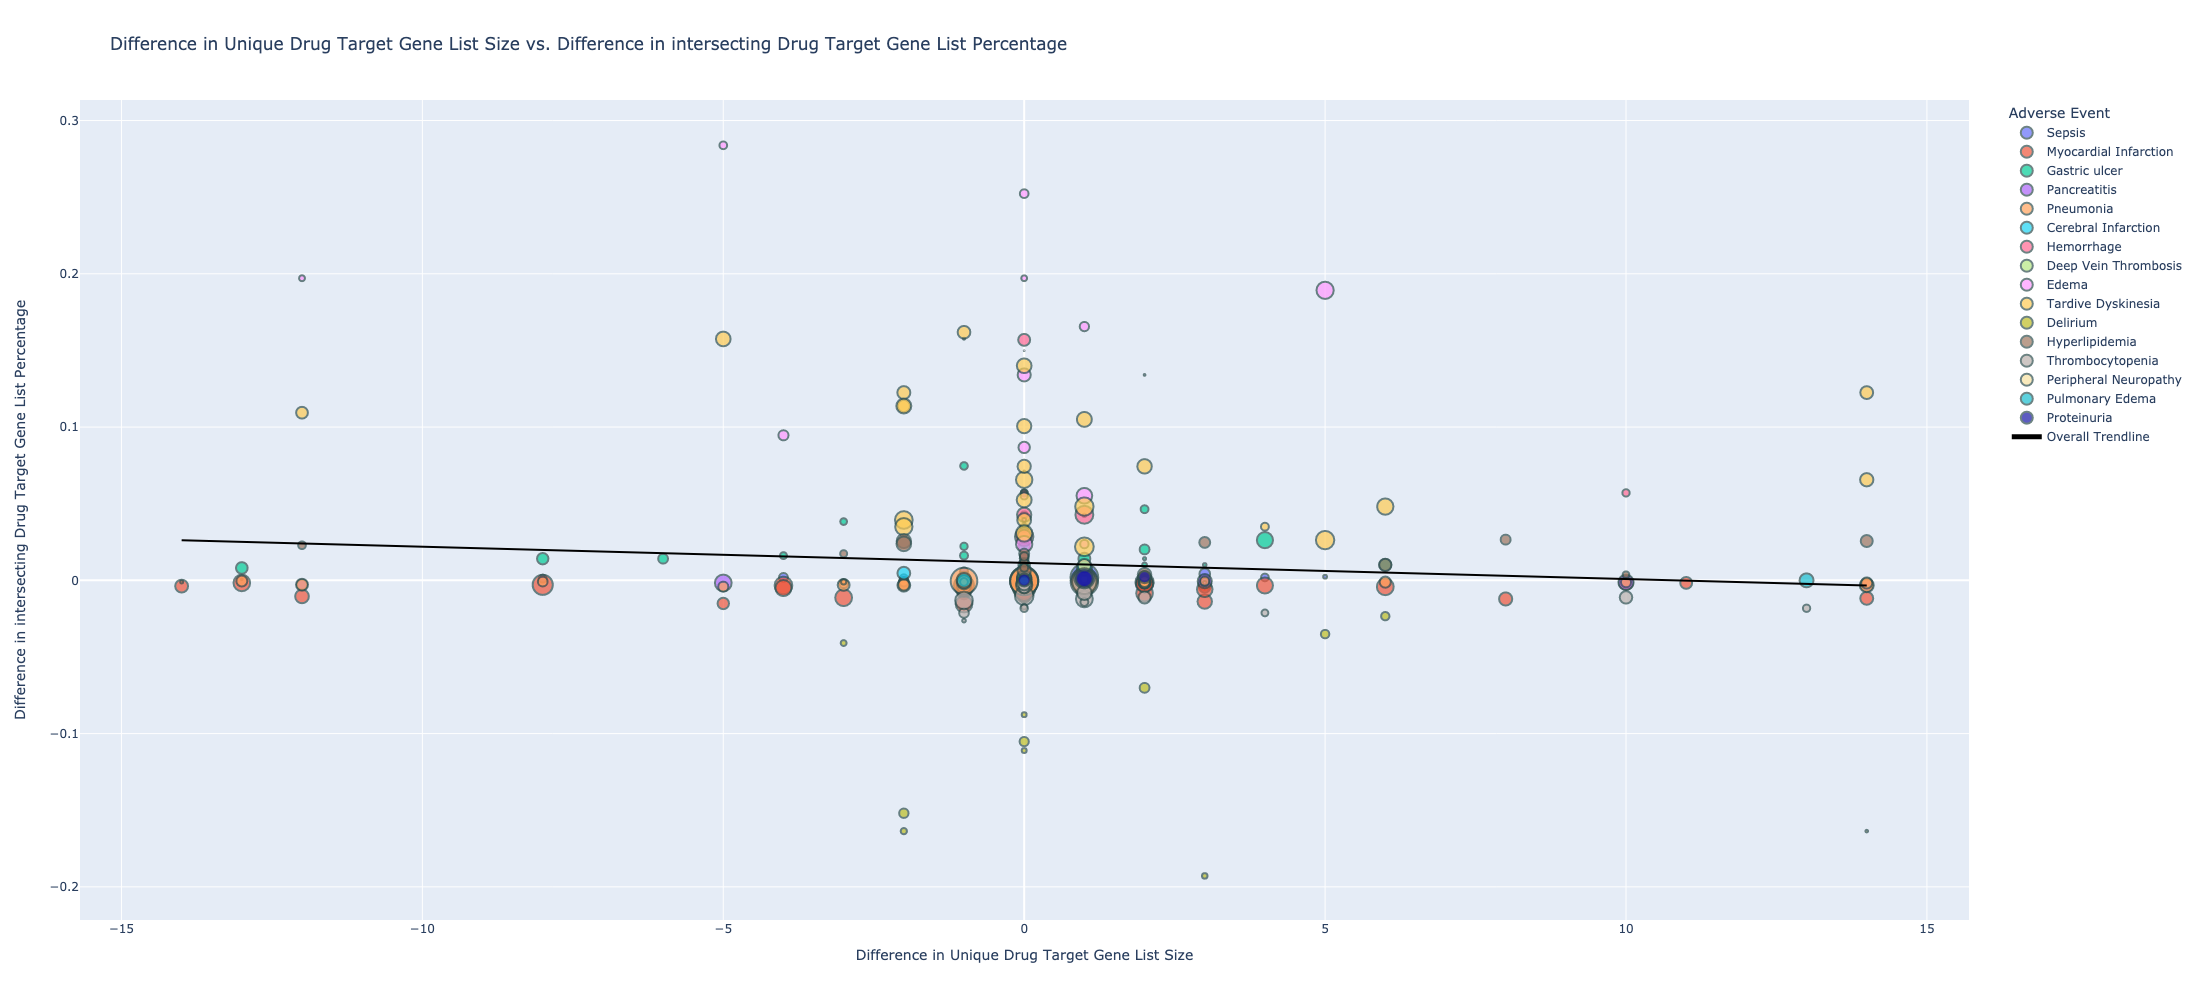 Difference in Unique Drug Target Gene List Size vs. Difference in intersecting Drug Target Gene List Percentage
Difference in intersecting Drug Target Gene List Percentage
0.3
0.2
0.1
0
−0.1
−0.2
−15
−10
−5
0
5
10
15
Difference in Unique Drug Target Gene List Size
Adverse Event
Sepsis
Myocardial Infarction
Gastric ulcer
Pancreatitis
Pneumonia
Cerebral Infarction
Hemorrhage
Deep Vein Thrombosis
Edema
Tardive Dyskinesia
Delirium
Hyperlipidemia
Thrombocytopenia
Peripheral Neuropathy
Pulmonary Edema
Proteinuria
Overall Trendline